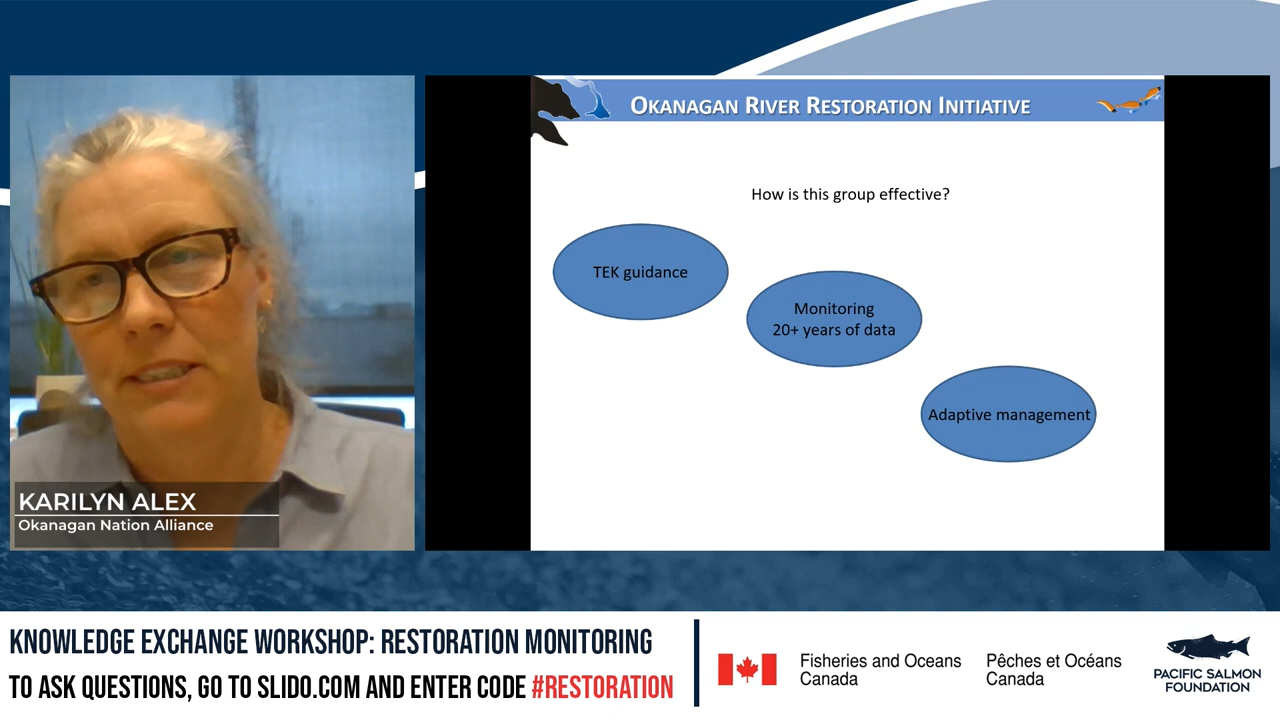 OKANAGAN RIVER RESTORATION INITIATIVE
How is this group effective?
TEK guidance
Monitoring
20+ years of data
Adaptive management
KARILYN ALEX
Okanagan Nation Alliance
KNOWLEDGE EXCHANGE WORKSHOP: RESTORATION MONITORING
TO ASK QUESTIONS, GO TO SLIDO.COM AND ENTER CODE #RESTORATION
Fisheries and Oceans
Canada
Pêches et Océans
Canada
PACIFIC SALMON
FOUNDATION